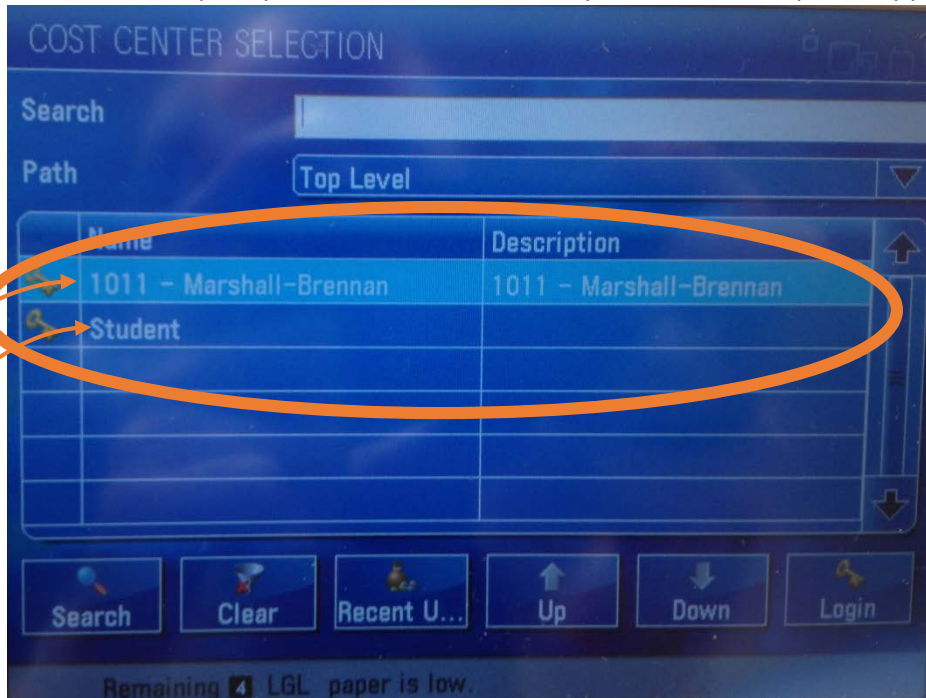 COST CENTER SELECTION
Search
Path Top Level
Name Description
1011 - Marshall-Brennan 1011 - Marshall-Brennan
Student
Search Clear Recent U... Up Down Login
Remaining 4 LGL paper is low.